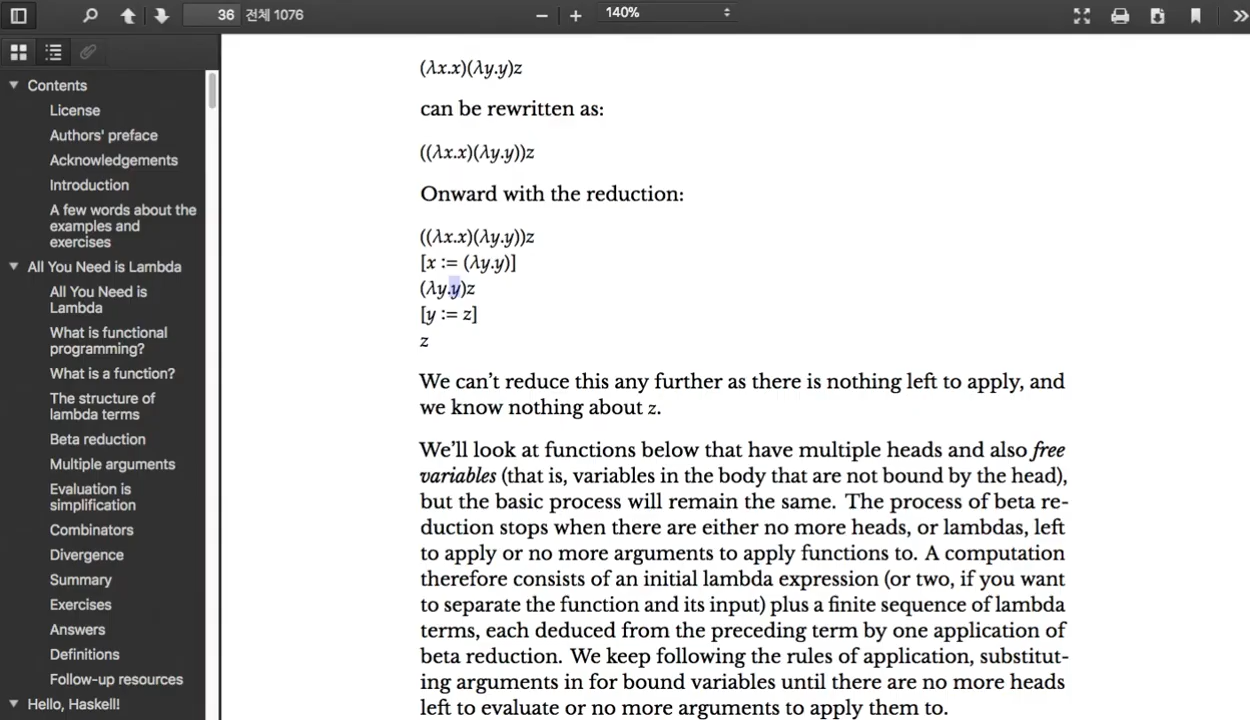 36 전체 1076
140%
Contents
License
Authors' preface
Acknowledgements
Introduction
A few words about the
examples and
exercises
All You Need is Lambda
All You Need is
Lambda
What is functional
programming?
What is a function?
The structure of
lambda terms
Beta reduction
Multiple arguments
Evaluation is
simplification
Combinators
Divergence
Summary
Exercises
Answers
Definitions
Follow-up resources
Hello, Haskell!
(λx.x)(λy.y)z
can be rewritten as:
((λx.x)(λy.y))z
Onward with the reduction:
((λx.x)(λy.y))z
[x := (λy.y)]
(λy.y)z
[y := z]
z
We can’t reduce this any further as there is nothing left to apply, and
we know nothing about z.
We’ll look at functions below that have multiple heads and also free
variables (that is, variables in the body that are not bound by the head),
but the basic process will remain the same. The process of beta re-
duction stops when there are either no more heads, or lambdas, left
to apply or no more arguments to apply functions to. A computation
therefore consists of an initial lambda expression (or two, if you want
to separate the function and its input) plus a finite sequence of lambda
terms, each deduced from the preceding term by one application of
beta reduction. We keep following the rules of application, substitut-
ing arguments in for bound variables until there are no more heads
left to evaluate or no more arguments to apply them to.